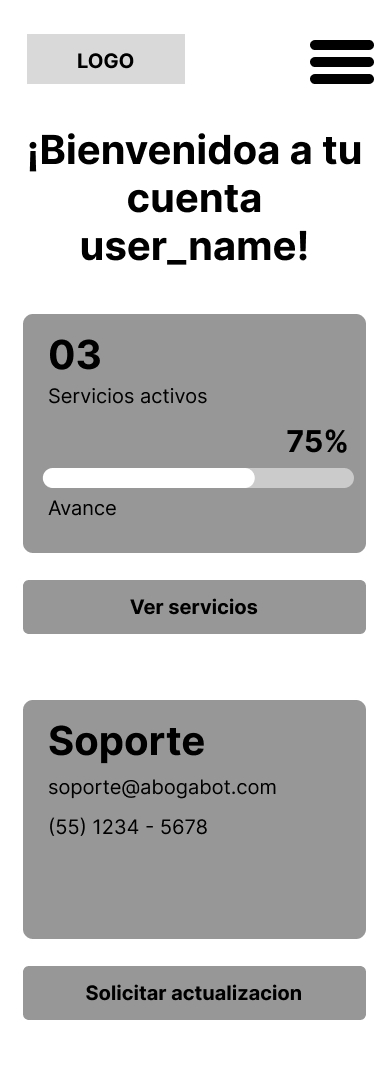 LOGO
¡Bienvenidoa a tu
cuenta
user_name!
03
Servicios activos
75%
Avance
Ver servicios
Soporte
soporte@abogabot.com
(55) 1234 - 5678
Solicitar actualizacion